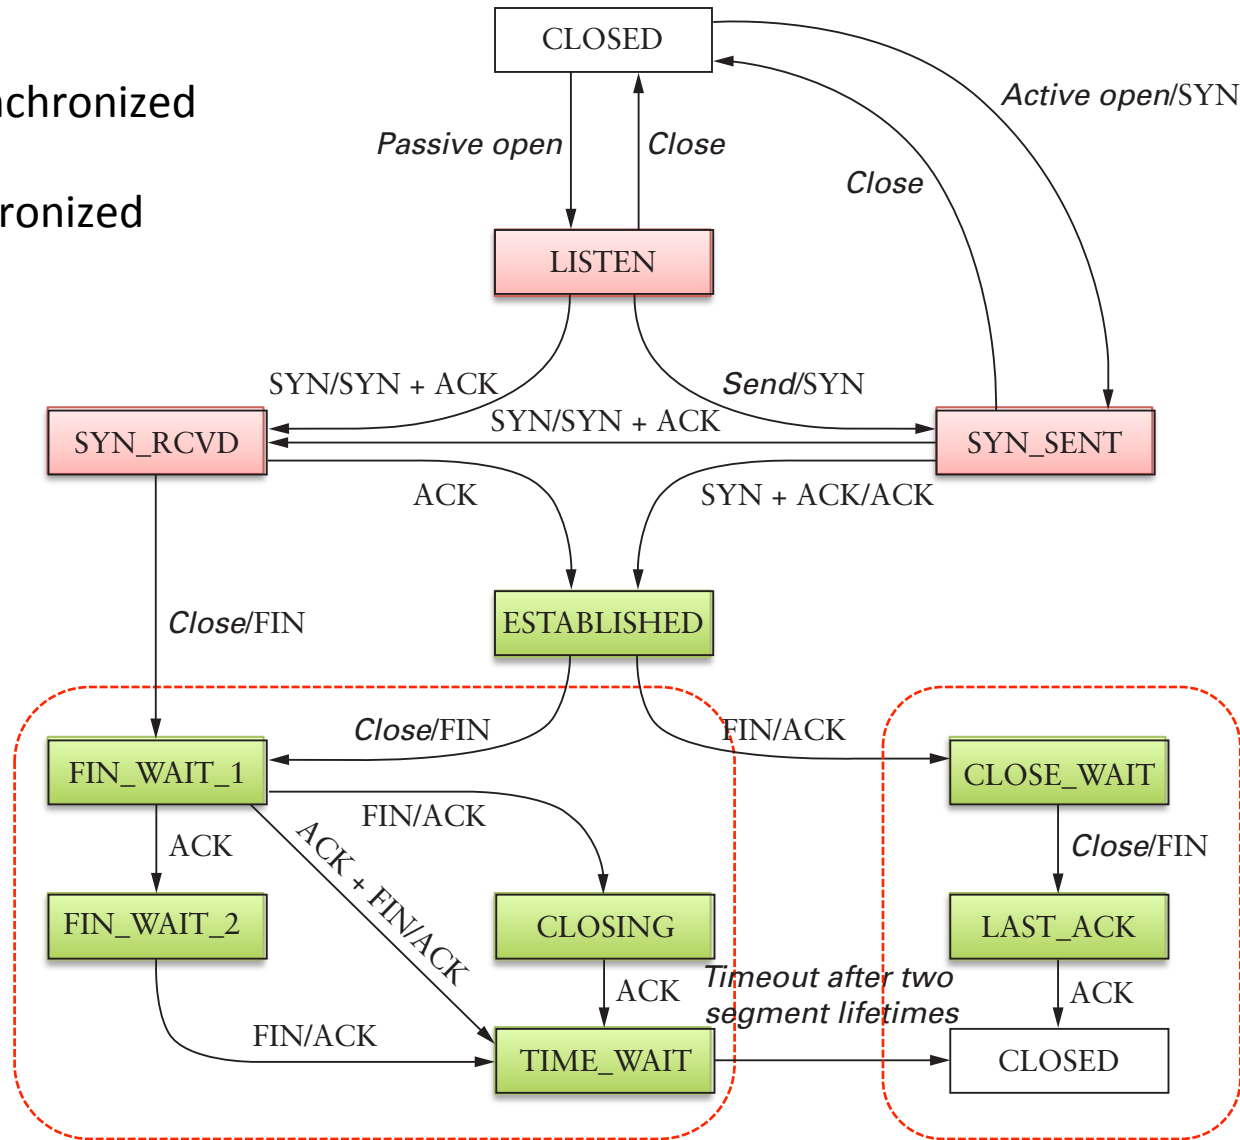 CLOSED
nchronized
Active open/SYN
Passive open
Close
Close
ronized
LISTEN
SYN/SYN + ACK
Send/SYN
SYN/SYN + ACK
SYN_RCVD
SYN_SENT
ACK
SYN + ACK/ACK
Close/FIN
ESTABLISHED
Close/FIN
FIN/ACK
FIN_WAIT_1
CLOSE_WAIT
FIN/ACK
ACK
ACK + FIN/ACK
Close/FIN
FIN_WAIT_2
CLOSING
LAST_ACK
Timeout after two
segment lifetimes
ACK
ACK
FIN/ACK
TIME_WAIT
CLOSED